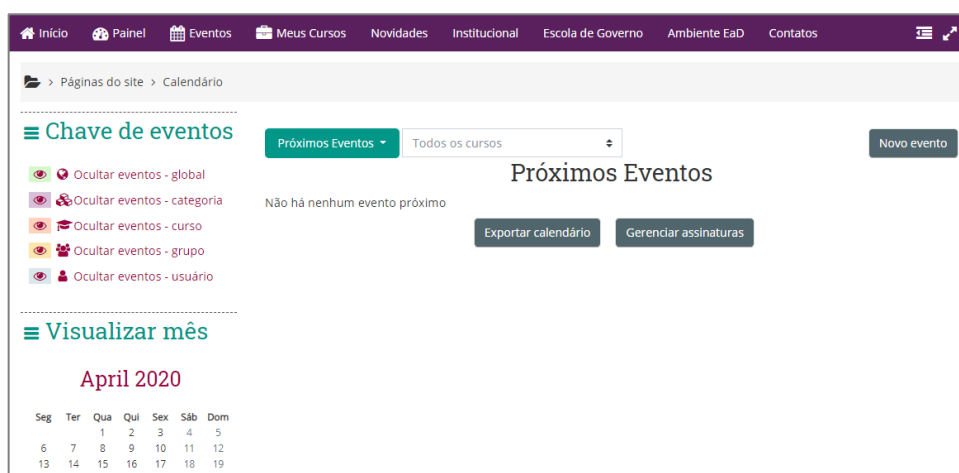 Início Painel Eventos Meus Cursos Novidades Institucional Escola de Governo Ambiente EaD Contatos
> Páginas do site > Calendário
Chave de eventos
Ocultar eventos - global
Ocultar eventos - categoria
Ocultar eventos - curso
Ocultar eventos - grupo
Ocultar eventos - usuário
Visualizar mês
April 2020
Seg Ter Qua Qui Sex Sáb Dom
1 2 3 4 5
6 7 8 9 10 11 12
13 14 15 16 17 18 19
Próximos Eventos Todos os cursos Novo evento
Próximos Eventos
Não há nenhum evento próximo
Exportar calendário Gerenciar assinaturas